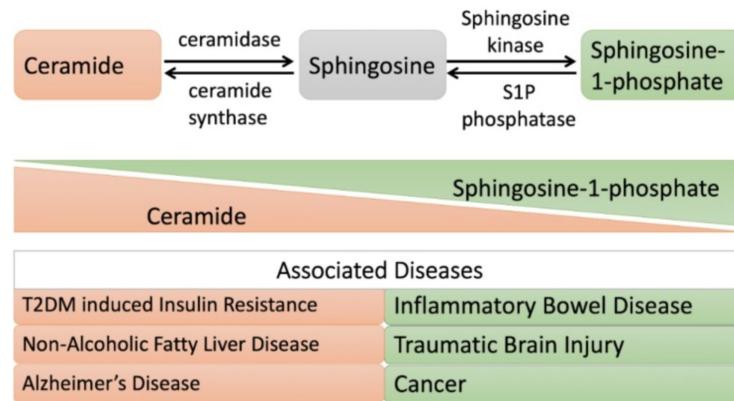 Ceramide
ceramidase
ceramide
synthase
Sphingosine
Sphingosine
kinase
S1P
phosphatase
Sphingosine-
1-phosphate
Sphingosine-1-phosphate
Ceramide
Associated Diseases
T2DM induced Insulin Resistance
Inflammatory Bowel Disease
Non-Alcoholic Fatty Liver Disease
Traumatic Brain Injury
Alzheimer's Disease
Cancer